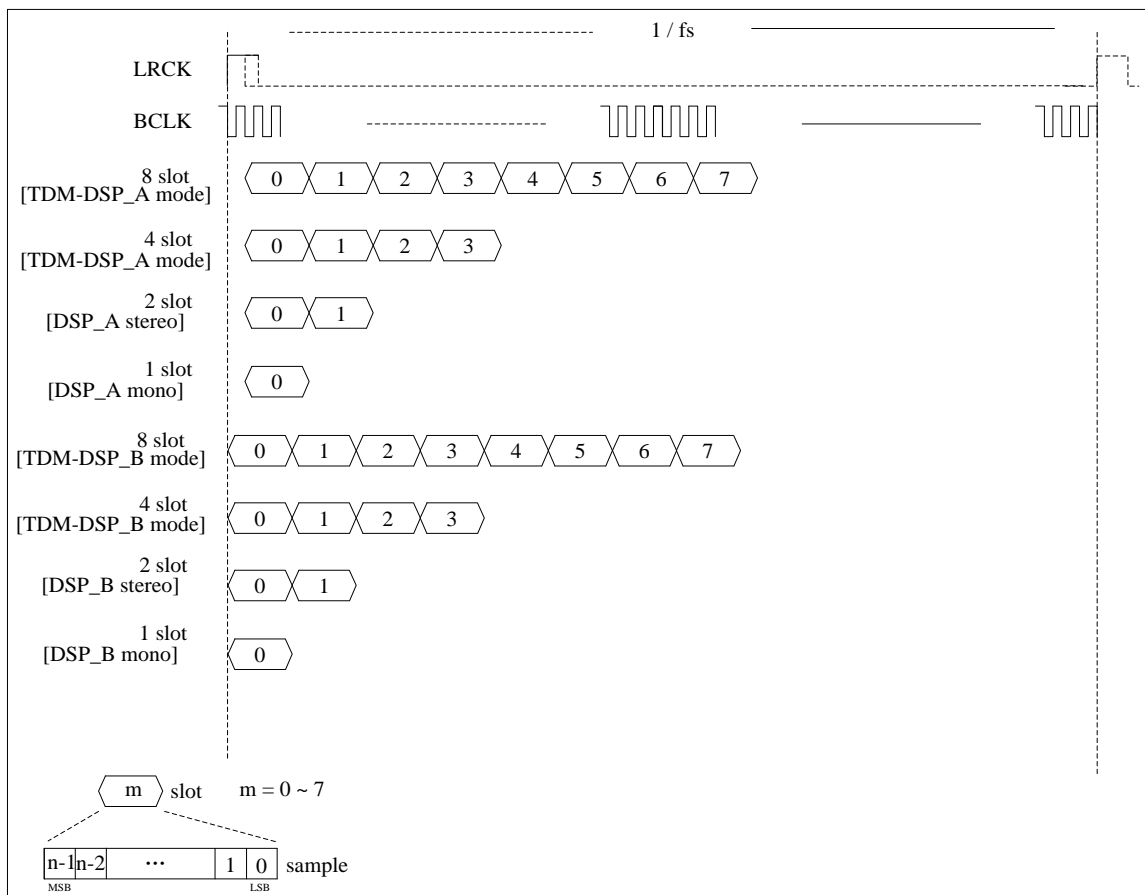 1 / fs
LRCK
BCLK
8 slot
[TDM-DSP_A mode]
0 1 2 3 4 5 6 7
4 slot
[TDM-DSP_A mode]
0 1 2 3
2 slot
[DSP_A stereo]
0 1
1 slot
[DSP_A mono]
0
8 slot
[TDM-DSP_B mode]
0 1 2 3 4 5 6 7
4 slot
[TDM-DSP_B mode]
0 1 2 3
2 slot
[DSP_B stereo]
0 1
1 slot
[DSP_B mono]
0
m slot m = 0 ~ 7
n-1 n-2 ... 1 0 sample
MSB LSB